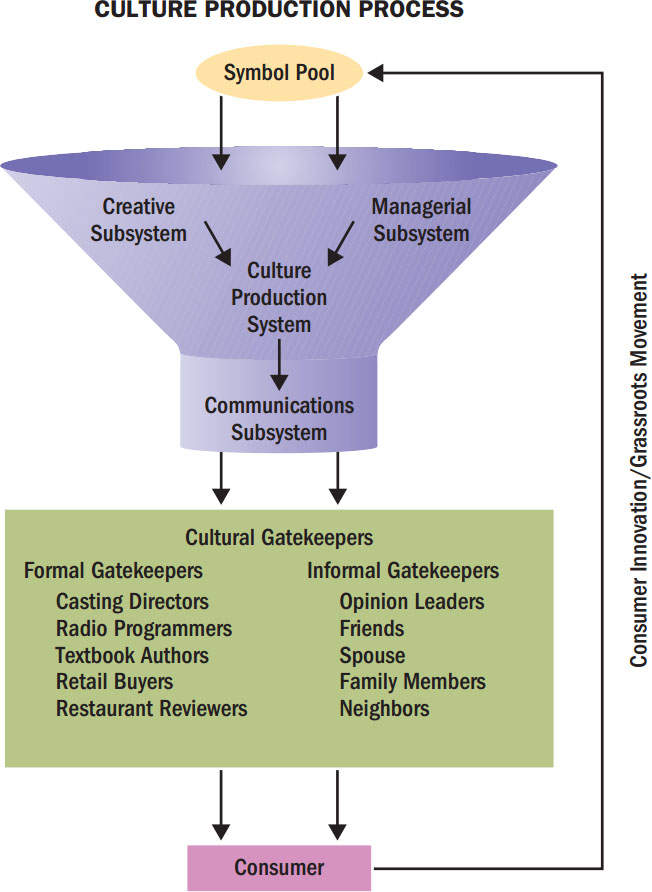 CULTURE PRODUCTION PROCESS
Symbol Pool
Creative
Subsystem
Managerial
Subsystem
Culture
Production
System
Communications
Subsystem
Cultural Gatekeepers
Formal Gatekeepers
Casting Directors
Radio Programmers
Textbook Authors
Retail Buyers
Restaurant Reviewers
Informal Gatekeepers
Opinion Leaders
Friends
Spouse
Family Members
Neighbors
Consumer
Consumer Innovation/Grassroots Movement